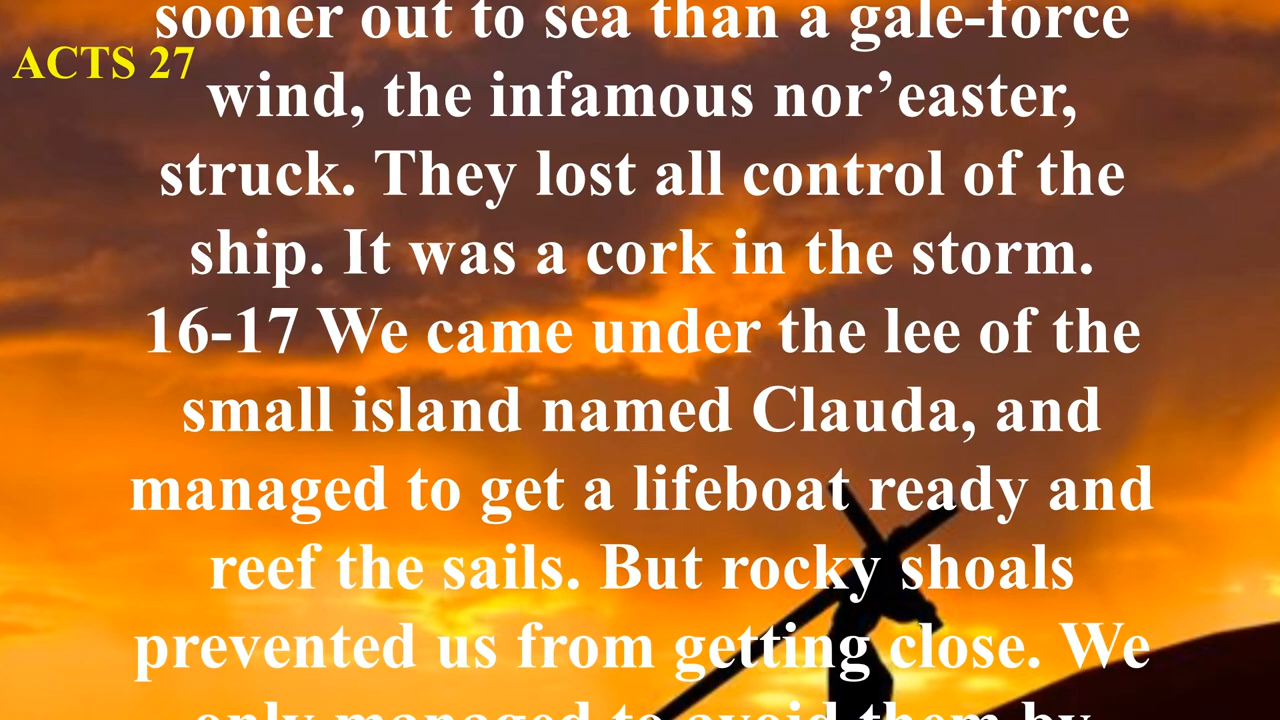 sooner out to sea than a gale-force
ACTS 27
wind, the infamous nor’easter,
struck. They lost all control of the
ship. It was a cork in the storm.
16-17 We came under the lee of the
small island named Clauda, and
managed to get a lifeboat ready and
reef the sails. But rocky shoals
prevented us from getting close. We
only managed to avoid them by